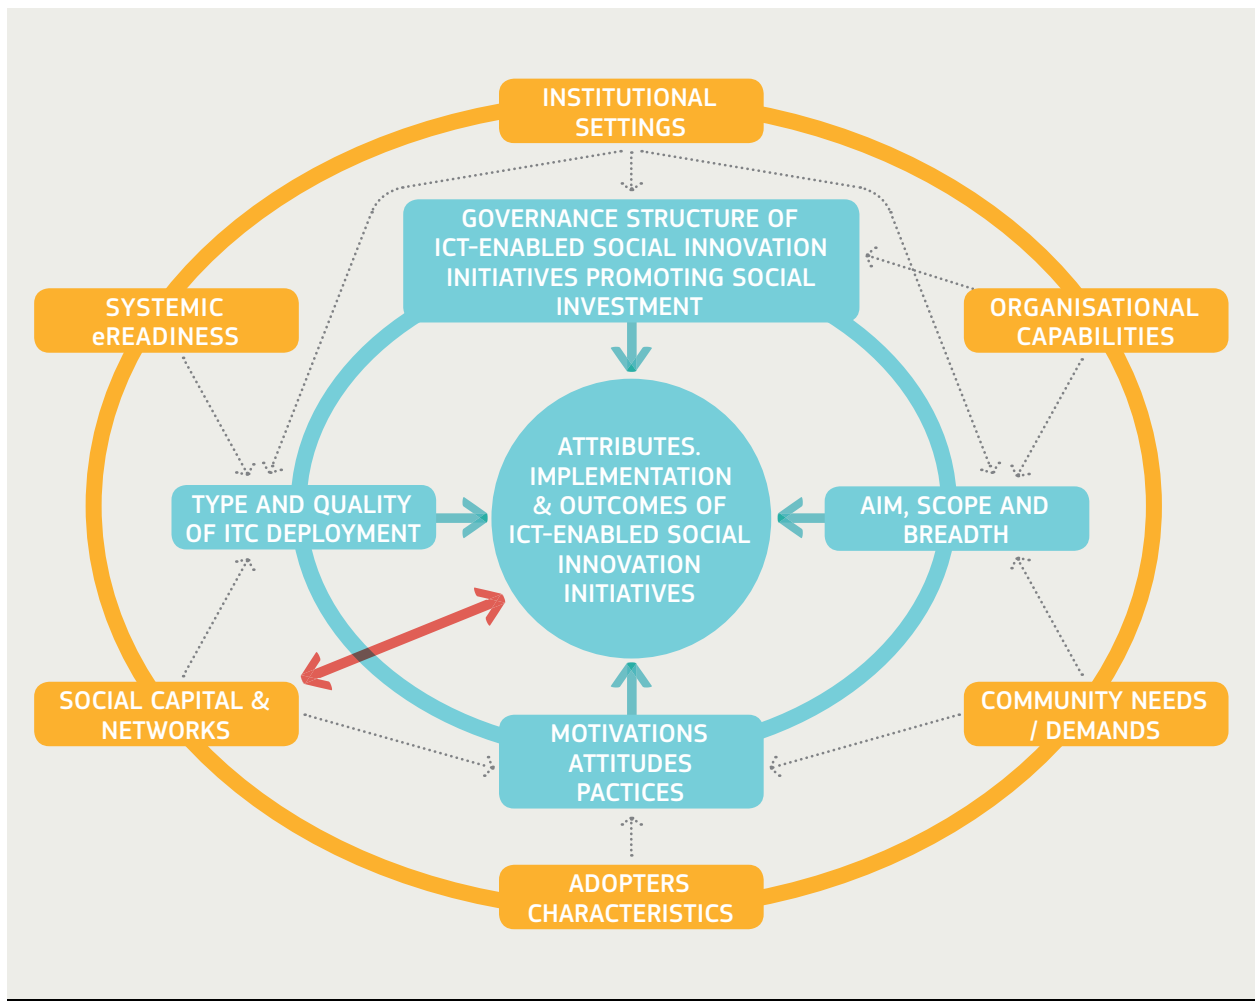 INSTITUTIONAL
SETTINGS
GOVERNANCE STRUCTURE OF
ICT-ENABLED SOCIAL INNOVATION
INITIATIVES PROMOTING SOCIAL
INVESTMENT
SYSTEMIC
eREADINESS
ORGANISATIONAL
CAPABILITIES
ATTRIBUTES.
IMPLEMENTATION
& OUTCOMES OF
ICT-ENABLED SOCIAL
INNOVATION
INITIATIVES
TYPE AND QUALITY
OF ITC DEPLOYMENT
AIM, SCOPE AND
BREADTH
SOCIAL CAPITAL &
NETWORKS
COMMUNITY NEEDS
/ DEMANDS
MOTIVATIONS
ATTITUDES
PACTICES
ADOPTERS
CHARACTERISTICS